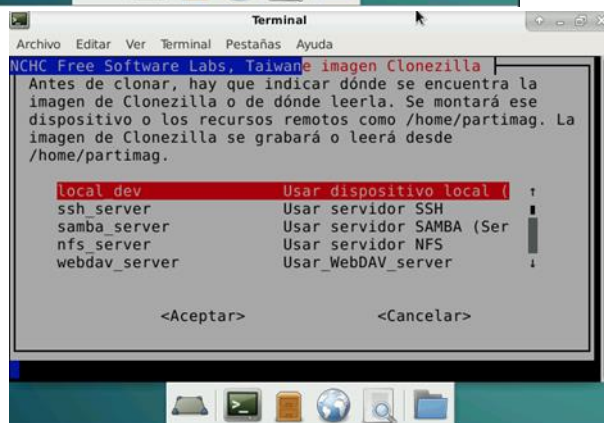 Terminal
Archivo Editar Ver Terminal Pestañas Ayuda
NCHC Free Software Labs, Taiwane imagen Clonezilla
Antes de clonar, hay que indicar dónde se encuentra la
imagen de Clonezilla o de dónde leerla. Se montará ese
dispositivo o los recursos remotos como /home/partimag. La
imagen de Clonezilla se grabará o leerá desde
/home/partimag.
local_dev Usar dispositivo local (
ssh_server Usar servidor SSH
samba_server Usar servidor SAMBA (Ser
nfs_server Usar servidor NFS
webdav_server Usar_WebDAV_server
<Aceptar> <Cancelar>